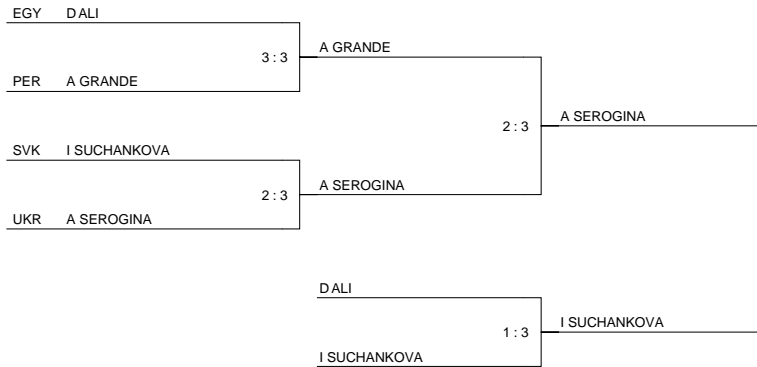 EGY D ALI
3 : 3 A GRANDE
PER A GRANDE
2 : 3 A SEROGINA
SVK I SUCHANKOVA
2 : 3 A SEROGINA
UKR A SEROGINA
D ALI
1 : 3 I SUCHANKOVA
I SUCHANKOVA